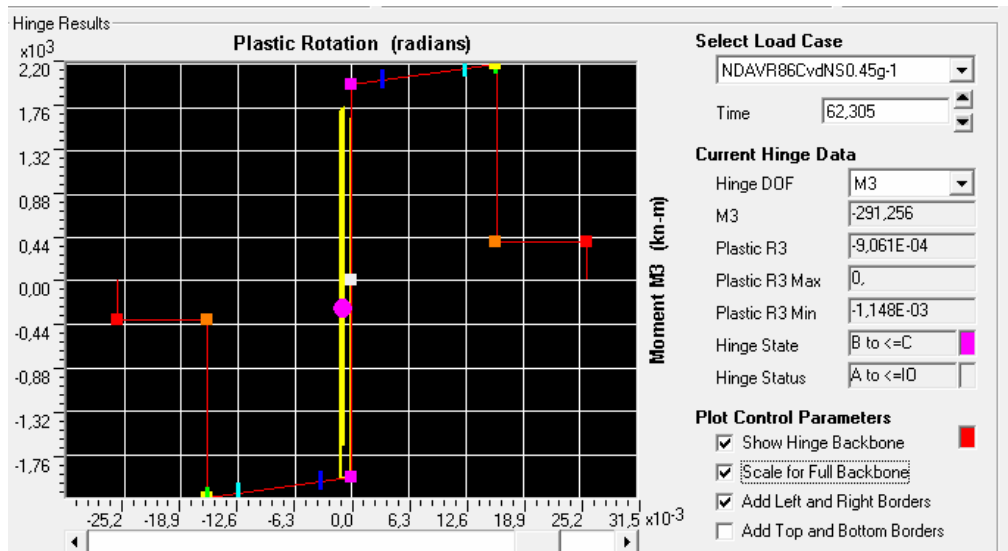 Hinge Results
x10³
Plastic Rotation (radians)
2,20
1,76
1,32
0,88
0,44
0,00
-0,44
-0,88
-1,32
-1,76
-25,2 -18,9 -12,6 -6,3 0,0 6,3 12,6 18,9 25,2 31,5 x10⁻³
Moment M3 (kn-m)
Select Load Case
NDAVR86CvdNS0.45g-1
Time 62,305
Current Hinge Data
Hinge DOF M3
M3 -291,256
Plastic R3 -9,061E-04
Plastic R3 Max 0,
Plastic R3 Min -1,148E-03
Hinge State B to <=C
Hinge Status A to <=IO
Plot Control Parameters
Show Hinge Backbone
Scale for Full Backbone
Add Left and Right Borders
Add Top and Bottom Borders